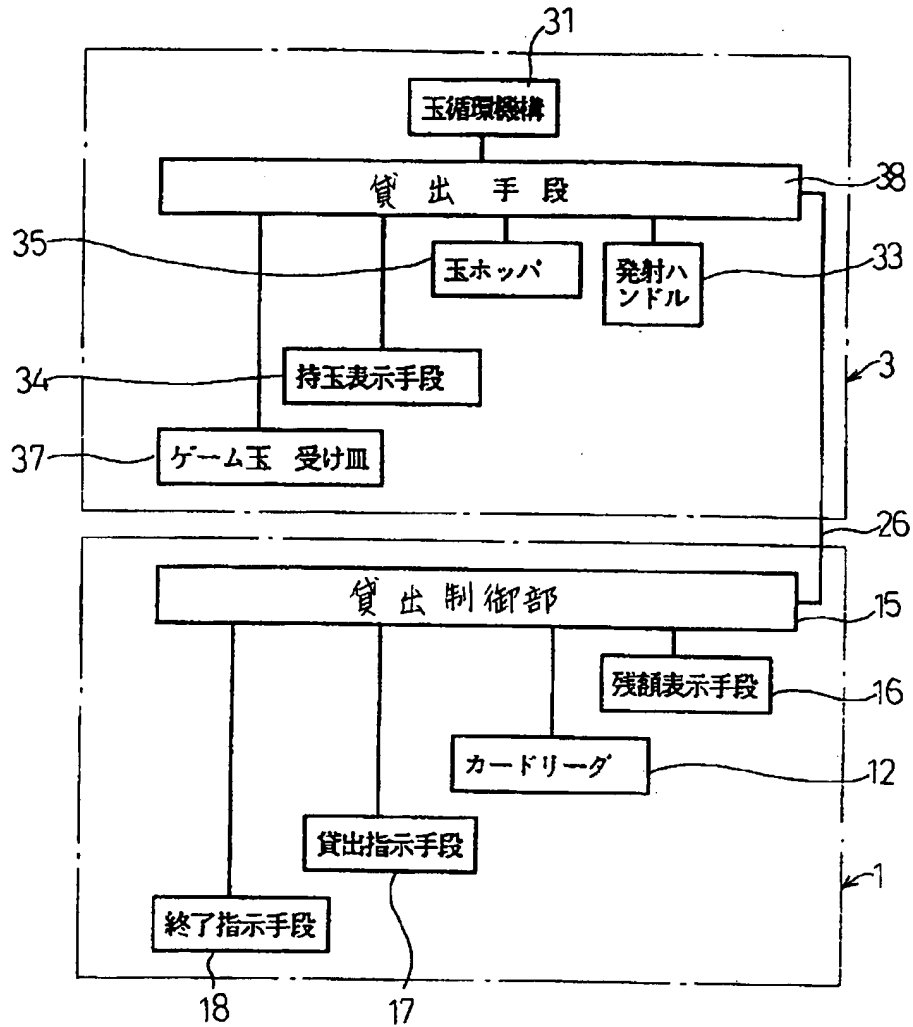 31
玉循環機構
貸出手段
38
35
玉ホッパ
発射ハ
ンドル
33
34
持玉表示手段
3
37
ゲーム玉 受け皿
26
貸出制御部
15
残額表示手段
16
カードリーダ
12
貸出指示手段
1
終了指示手段
18
17